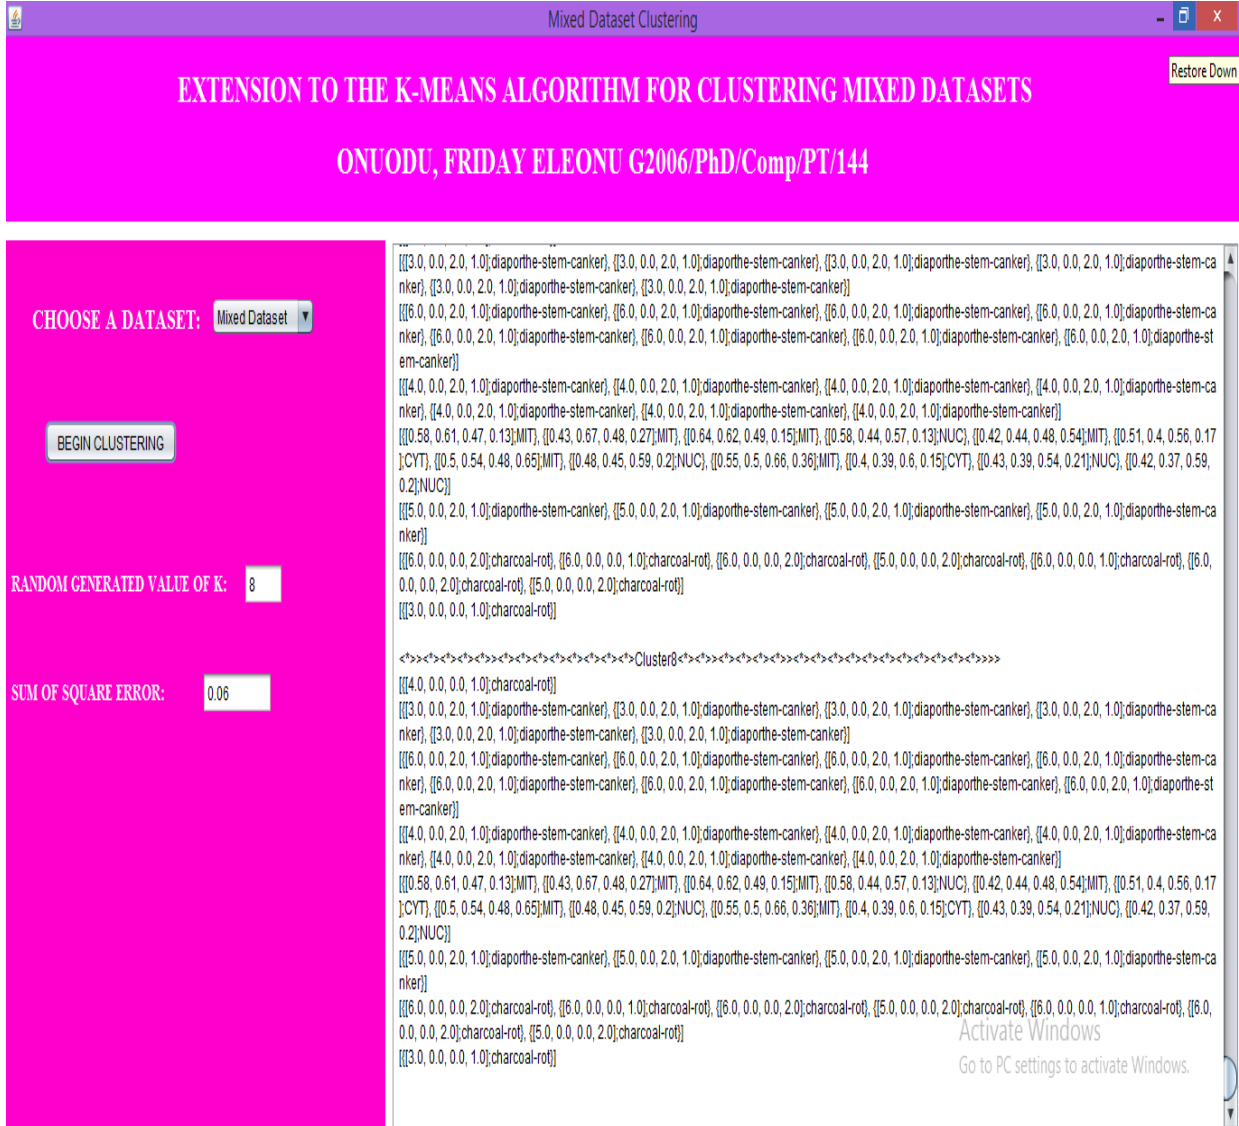 Mixed Dataset Clustering
Restore Down
EXTENSION TO THE K-MEANS ALGORITHM FOR CLUSTERING MIXED DATASETS
ONUODU, FRIDAY ELEONU G2006/PhD/Comp/PT/144
CHOOSE A DATASET: Mixed Dataset
BEGIN CLUSTERING
RANDOM GENERATED VALUE OF K: 8
SUM OF SQUARE ERROR: 0.06
[{[3.0, 0.0, 2.0, 1.0];diaporthe-stem-canker}, {[3.0, 0.0, 2.0, 1.0];diaporthe-stem-canker}, {[3.0, 0.0, 2.0, 1.0];diaporthe-stem-canker}, {[3.0, 0.0, 2.0, 1.0];diaporthe-stem-ca
nker}, {[3.0, 0.0, 2.0, 1.0];diaporthe-stem-canker}, {[3.0, 0.0, 2.0, 1.0];diaporthe-stem-canker}]
[{[6.0, 0.0, 2.0, 1.0];diaporthe-stem-canker}, {[6.0, 0.0, 2.0, 1.0];diaporthe-stem-canker}, {[6.0, 0.0, 2.0, 1.0];diaporthe-stem-canker}, {[6.0, 0.0, 2.0, 1.0];diaporthe-stem-ca
nker}, {[6.0, 0.0, 2.0, 1.0];diaporthe-stem-canker}, {[6.0, 0.0, 2.0, 1.0];diaporthe-stem-canker}, {[6.0, 0.0, 2.0, 1.0];diaporthe-stem-canker}, {[6.0, 0.0, 2.0, 1.0];diaporthe-st
em-canker}]
[{[4.0, 0.0, 2.0, 1.0];diaporthe-stem-canker}, {[4.0, 0.0, 2.0, 1.0];diaporthe-stem-canker}, {[4.0, 0.0, 2.0, 1.0];diaporthe-stem-canker}, {[4.0, 0.0, 2.0, 1.0];diaporthe-stem-ca
nker}, {[4.0, 0.0, 2.0, 1.0];diaporthe-stem-canker}, {[4.0, 0.0, 2.0, 1.0];diaporthe-stem-canker}, {[4.0, 0.0, 2.0, 1.0];diaporthe-stem-canker}]
[{[0.58, 0.61, 0.47, 0.13];MIT}, {[0.43, 0.67, 0.48, 0.27];MIT}, {[0.64, 0.62, 0.49, 0.15];MIT}, {[0.58, 0.44, 0.57, 0.13];NUC}, {[0.42, 0.44, 0.48, 0.54];MIT}, {[0.51, 0.4, 0.56, 0.17
];CYT}, {[0.5, 0.54, 0.48, 0.65];MIT}, {[0.48, 0.45, 0.59, 0.2];NUC}, {[0.55, 0.5, 0.66, 0.36];MIT}, {[0.4, 0.39, 0.6, 0.15];CYT}, {[0.43, 0.39, 0.54, 0.21];NUC}, {[0.42, 0.37, 0.59,
0.2];NUC}]
[{[5.0, 0.0, 2.0, 1.0];diaporthe-stem-canker}, {[5.0, 0.0, 2.0, 1.0];diaporthe-stem-canker}, {[5.0, 0.0, 2.0, 1.0];diaporthe-stem-canker}, {[5.0, 0.0, 2.0, 1.0];diaporthe-stem-ca
nker}]
[{[6.0, 0.0, 0.0, 2.0];charcoal-rot}, {[6.0, 0.0, 0.0, 1.0];charcoal-rot}, {[6.0, 0.0, 0.0, 2.0];charcoal-rot}, {[5.0, 0.0, 0.0, 2.0];charcoal-rot}, {[6.0, 0.0, 0.0, 1.0];charcoal-rot}, {[6.0,
0.0, 0.0, 2.0];charcoal-rot}, {[5.0, 0.0, 0.0, 2.0];charcoal-rot}]
[{[3.0, 0.0, 0.0, 1.0];charcoal-rot}]
<*>><*><*><*><*>><*><*><*><*><*><*><*><*>Cluster8<*><*>><*><*><*><*>><*><*><*><*><*><*><*><*><*><*>>>>
[{[4.0, 0.0, 0.0, 1.0];charcoal-rot}]
[{[3.0, 0.0, 2.0, 1.0];diaporthe-stem-canker}, {[3.0, 0.0, 2.0, 1.0];diaporthe-stem-canker}, {[3.0, 0.0, 2.0, 1.0];diaporthe-stem-canker}, {[3.0, 0.0, 2.0, 1.0];diaporthe-stem-ca
nker}, {[3.0, 0.0, 2.0, 1.0];diaporthe-stem-canker}, {[3.0, 0.0, 2.0, 1.0];diaporthe-stem-canker}]
[{[6.0, 0.0, 2.0, 1.0];diaporthe-stem-canker}, {[6.0, 0.0, 2.0, 1.0];diaporthe-stem-canker}, {[6.0, 0.0, 2.0, 1.0];diaporthe-stem-canker}, {[6.0, 0.0, 2.0, 1.0];diaporthe-stem-ca
nker}, {[6.0, 0.0, 2.0, 1.0];diaporthe-stem-canker}, {[6.0, 0.0, 2.0, 1.0];diaporthe-stem-canker}, {[6.0, 0.0, 2.0, 1.0];diaporthe-stem-canker}, {[6.0, 0.0, 2.0, 1.0];diaporthe-st
em-canker}]
[{[4.0, 0.0, 2.0, 1.0];diaporthe-stem-canker}, {[4.0, 0.0, 2.0, 1.0];diaporthe-stem-canker}, {[4.0, 0.0, 2.0, 1.0];diaporthe-stem-canker}, {[4.0, 0.0, 2.0, 1.0];diaporthe-stem-ca
nker}, {[4.0, 0.0, 2.0, 1.0];diaporthe-stem-canker}, {[4.0, 0.0, 2.0, 1.0];diaporthe-stem-canker}, {[4.0, 0.0, 2.0, 1.0];diaporthe-stem-canker}]
[{[0.58, 0.61, 0.47, 0.13];MIT}, {[0.43, 0.67, 0.48, 0.27];MIT}, {[0.64, 0.62, 0.49, 0.15];MIT}, {[0.58, 0.44, 0.57, 0.13];NUC}, {[0.42, 0.44, 0.48, 0.54];MIT}, {[0.51, 0.4, 0.56, 0.17
];CYT}, {[0.5, 0.54, 0.48, 0.65];MIT}, {[0.48, 0.45, 0.59, 0.2];NUC}, {[0.55, 0.5, 0.66, 0.36];MIT}, {[0.4, 0.39, 0.6, 0.15];CYT}, {[0.43, 0.39, 0.54, 0.21];NUC}, {[0.42, 0.37, 0.59,
0.2];NUC}]
[{[5.0, 0.0, 2.0, 1.0];diaporthe-stem-canker}, {[5.0, 0.0, 2.0, 1.0];diaporthe-stem-canker}, {[5.0, 0.0, 2.0, 1.0];diaporthe-stem-canker}, {[5.0, 0.0, 2.0, 1.0];diaporthe-stem-ca
nker}]
[{[6.0, 0.0, 0.0, 2.0];charcoal-rot}, {[6.0, 0.0, 0.0, 1.0];charcoal-rot}, {[6.0, 0.0, 0.0, 2.0];charcoal-rot}, {[5.0, 0.0, 0.0, 2.0];charcoal-rot}, {[6.0, 0.0, 0.0, 1.0];charcoal-rot}, {[6.0,
0.0, 0.0, 2.0];charcoal-rot}, {[5.0, 0.0, 0.0, 2.0];charcoal-rot}]
[{[3.0, 0.0, 0.0, 1.0];charcoal-rot}]
Activate Windows
Go to PC settings to activate Windows.